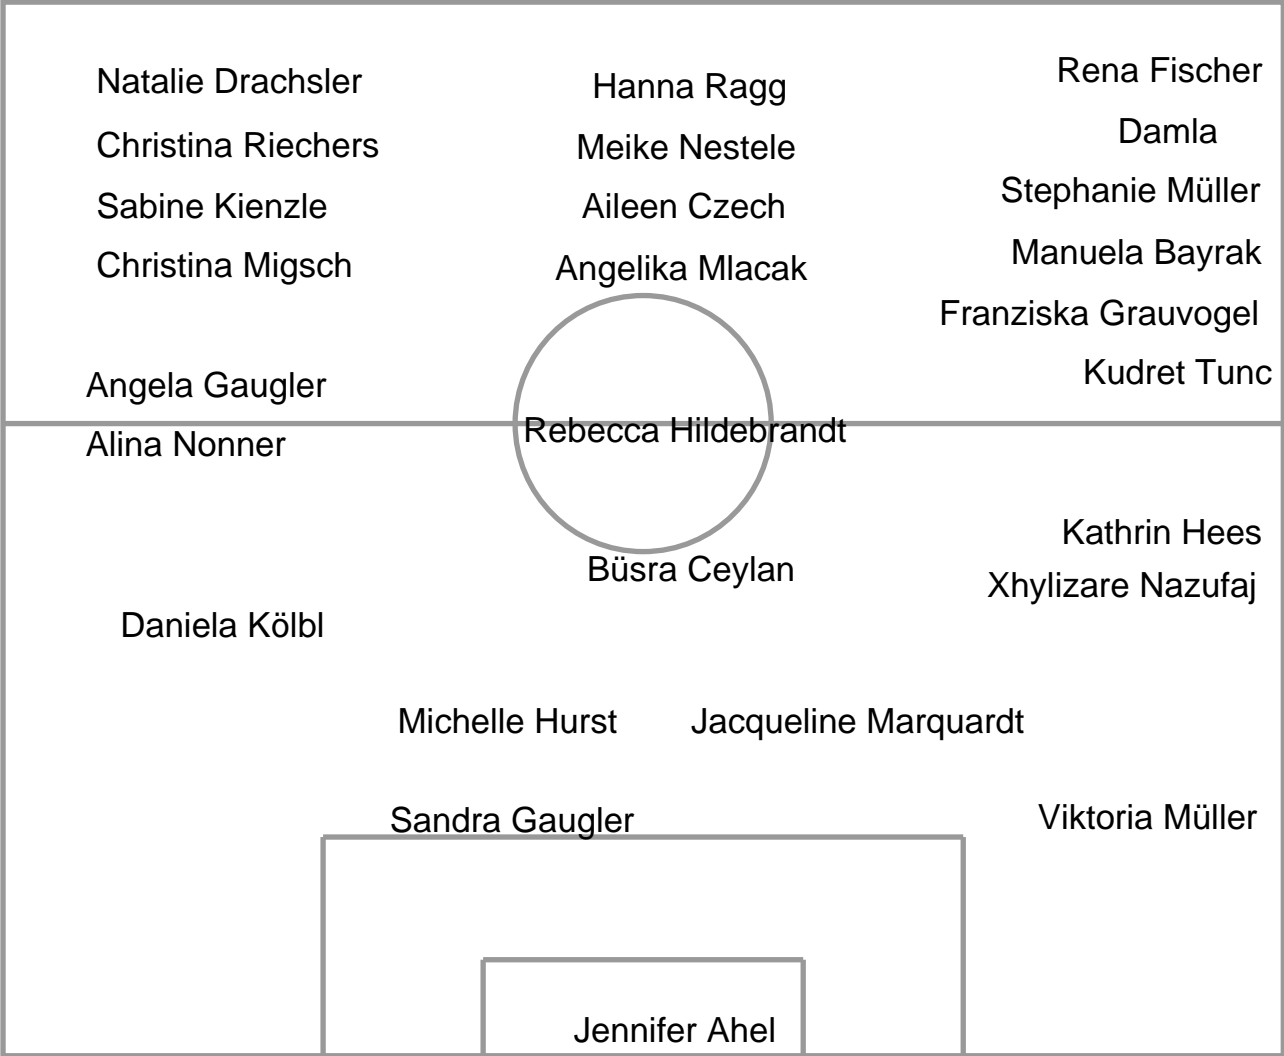 Natalie Drachsler
Hanna Ragg
Rena Fischer
Christina Riechers
Meike Nestele
Damla
Sabine Kienzle
Aileen Czech
Stephanie Müller
Christina Migsch
Angelika Mlacak
Manuela Bayrak
Franziska Grauvogel
Angela Gaugler
Kudret Tunc
Alina Nonner
Rebecca Hildebrandt
Kathrin Hees
Büsra Ceylan
Xhylizare Nazufaj
Daniela Kölbl
Michelle Hurst
Jacqueline Marquardt
Sandra Gaugler
Viktoria Müller
Jennifer Ahel